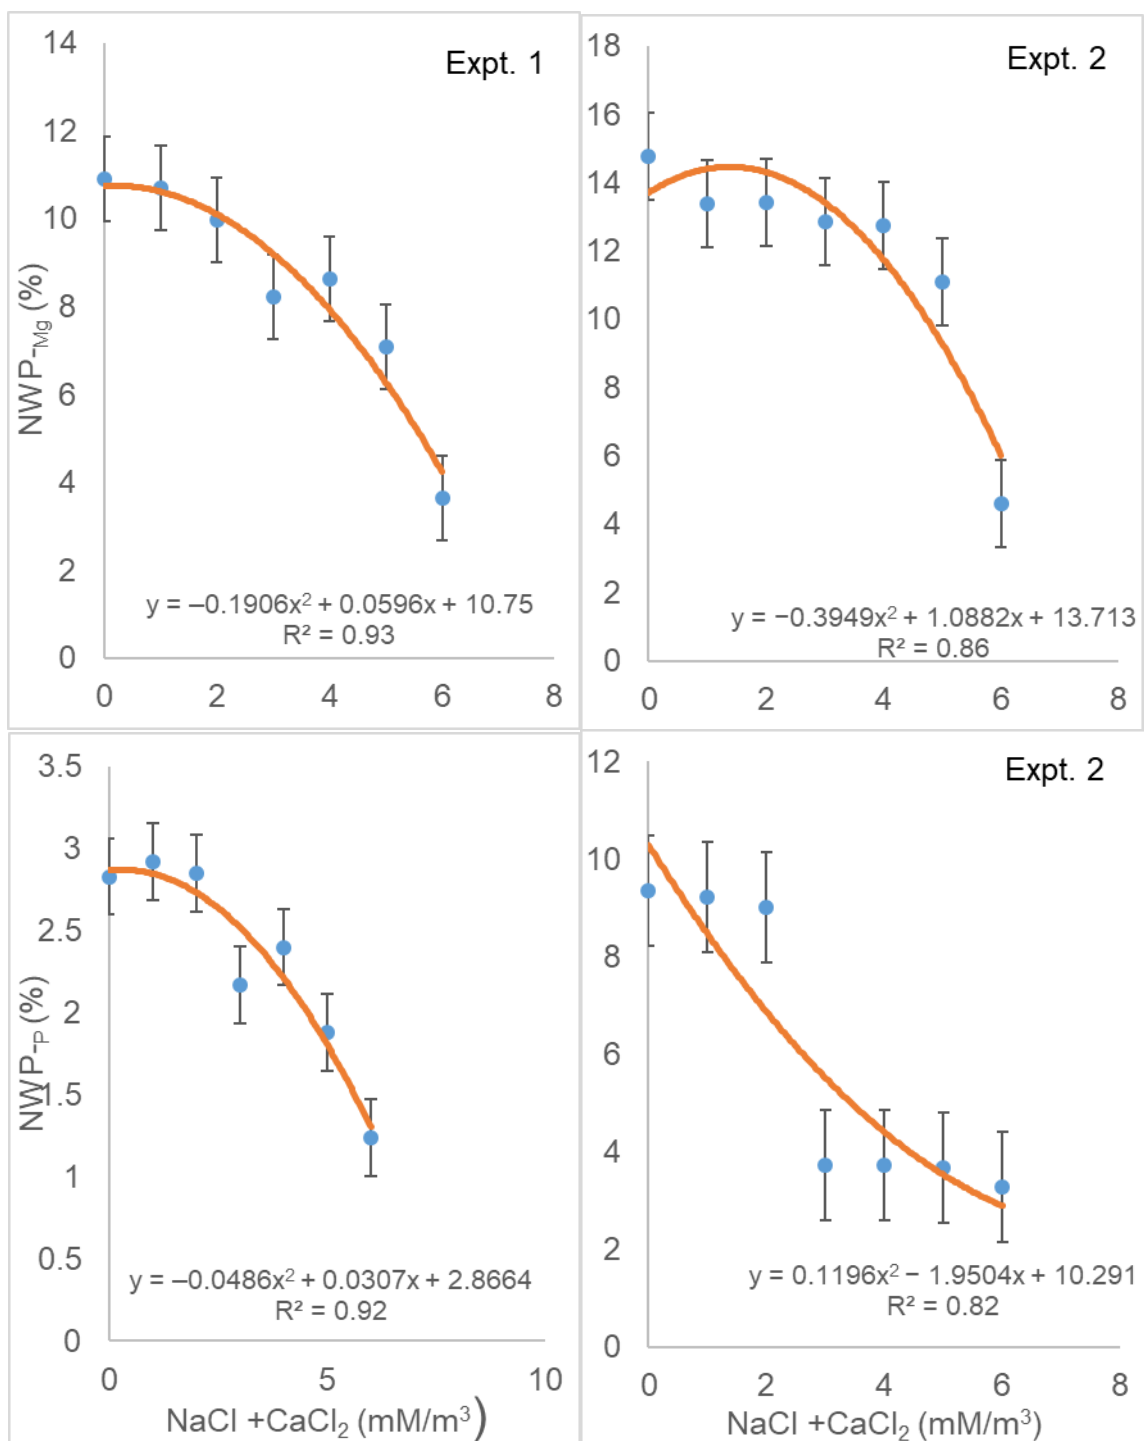 Expt. 1
14
12
10
8
6
4
2
0
NWP-Mg (%)
y = –0.1906x² + 0.0596x + 10.75
R² = 0.93
0 2 4 6 8
Expt. 2
18
16
14
12
10
8
6
4
2
0
y = −0.3949x² + 1.0882x + 13.713
R² = 0.86
0 2 4 6 8
3.5
3
2.5
2
1.5
1
0.5
0
NWP-P (%)
y = –0.0486x² + 0.0307x + 2.8664
R² = 0.92
0 5 10
NaCl +CaCl₂ (mM/m³)
Expt. 2
12
10
8
6
4
2
0
y = 0.1196x² − 1.9504x + 10.291
R² = 0.82
0 2 4 6 8
NaCl +CaCl₂ (mM/m³)